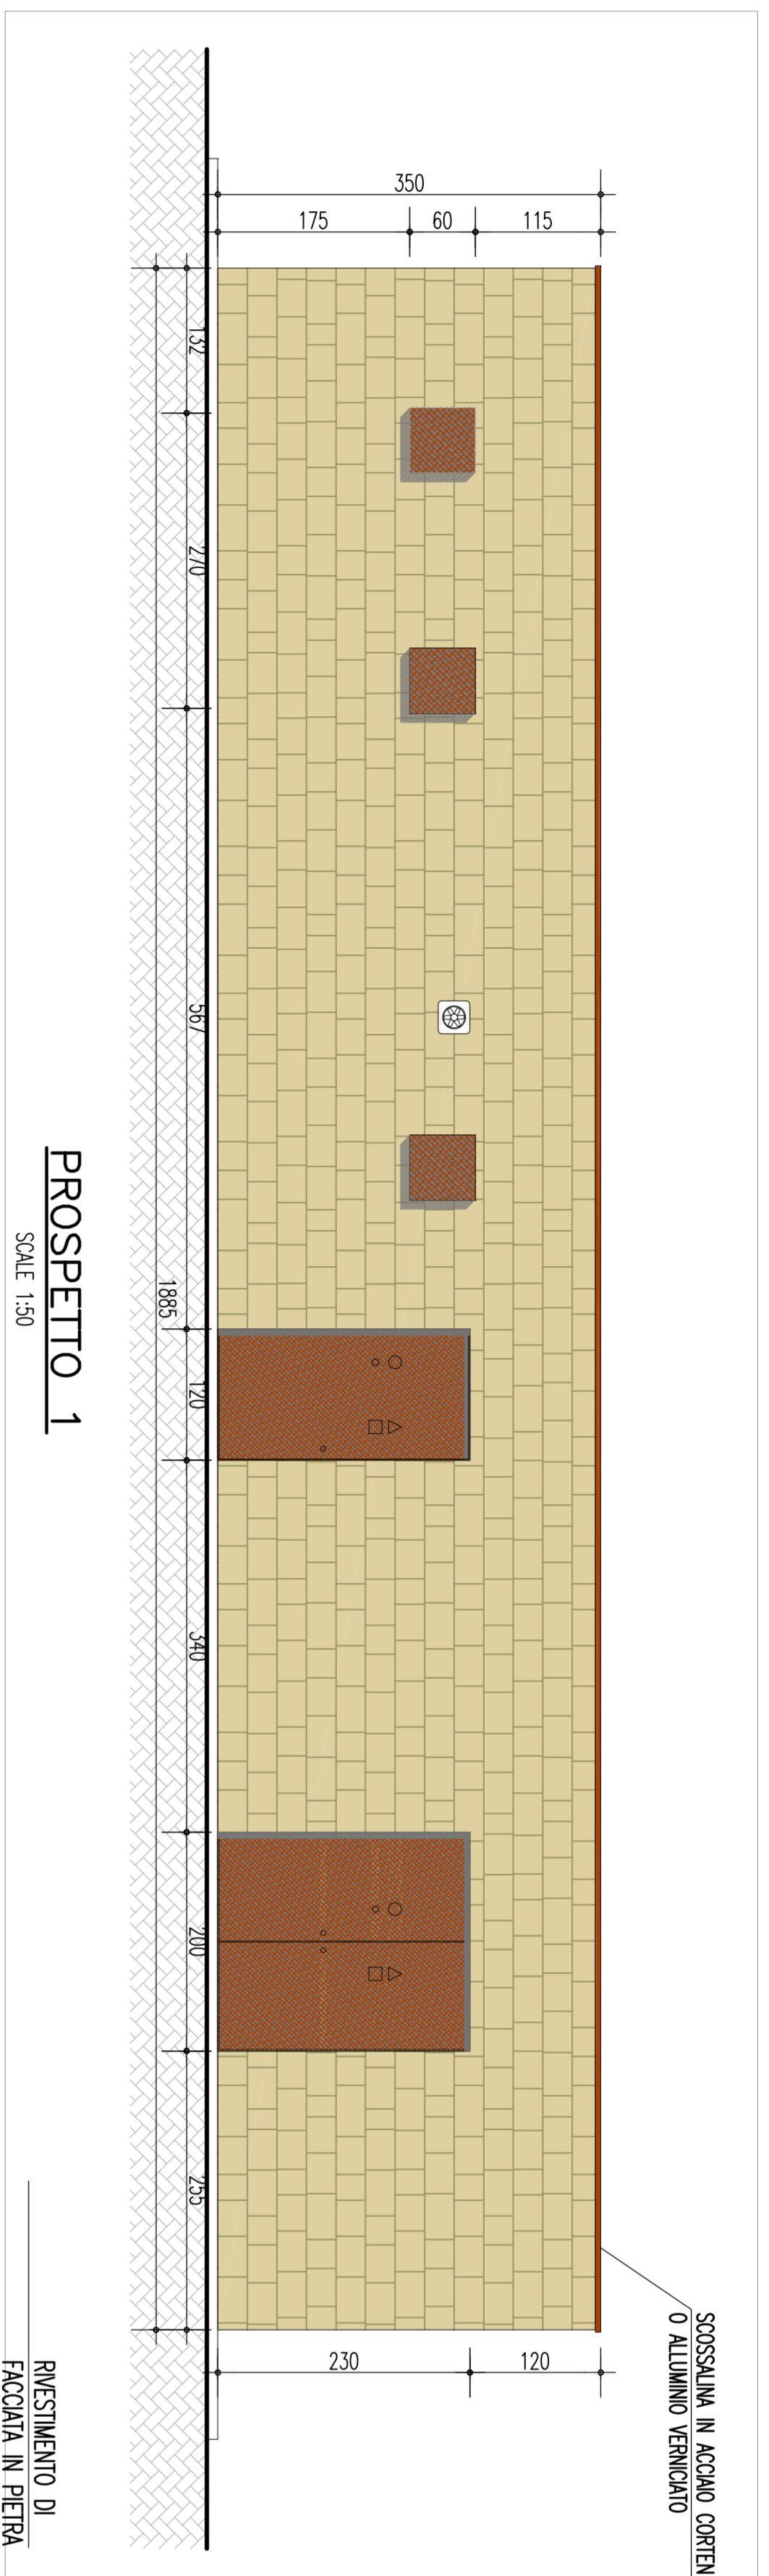 SCOSSALINA IN ACCIAIO CORTEN
O ALLUMINIO VERNICIATO
350
175
60
115
230
120
132
270
567
120
340
200
255
1885
PROSPETTO 1
SCALE 1:50
RIVESTIMENTO DI
FACCIATA IN PIETRA